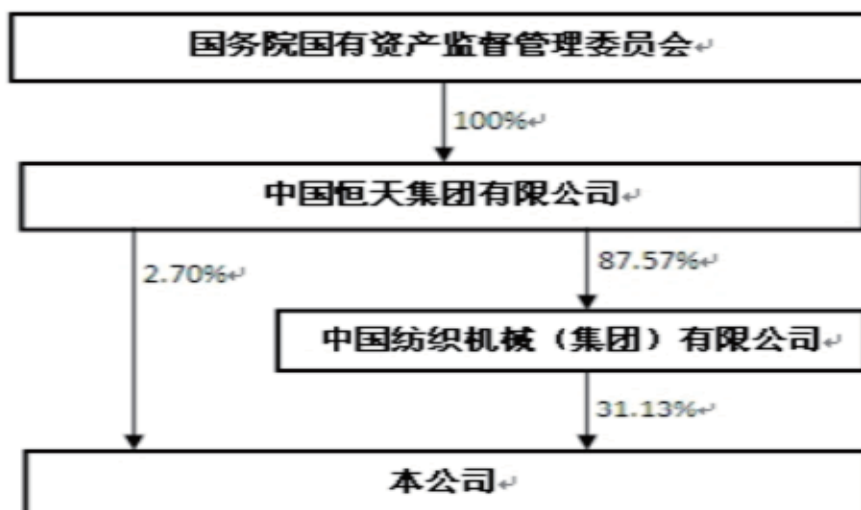 国务院国有资产监督管理委员会
100%
中国恒天集团有限公司
2.70%
87.57%
中国纺织机械（集团）有限公司
31.13%
本公司